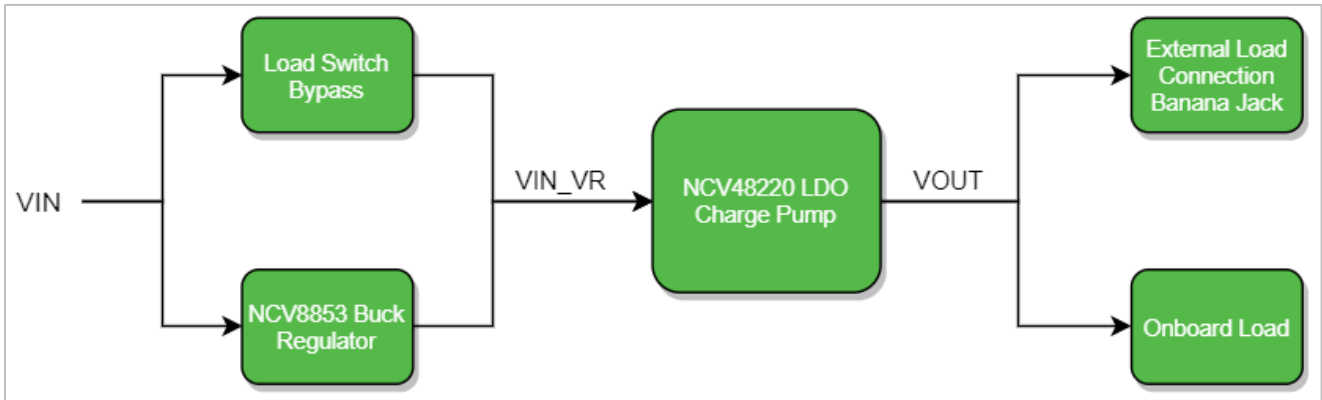 VIN
Load Switch
Bypass
NCV8853 Buck
Regulator
VIN_VR
NCV48220 LDO
Charge Pump
VOUT
External Load
Connection
Banana Jack
Onboard Load